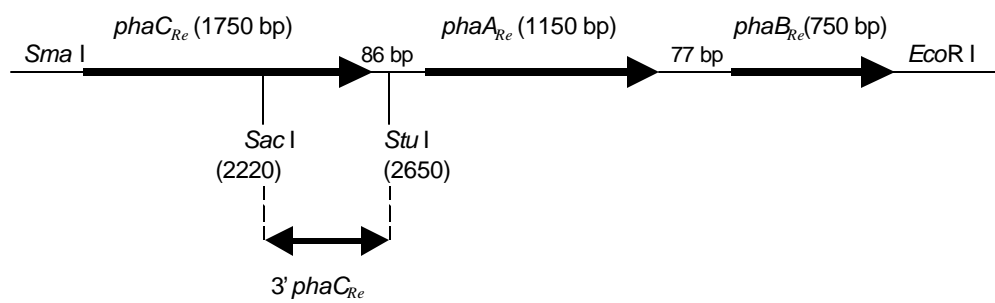 phaC_Re (1750 bp) phaA_Re (1150 bp) phaB_Re (750 bp)
Sma I 86 bp 77 bp EcoR I
Sac I Stu I
(2220) (2650)
3' phaC_Re